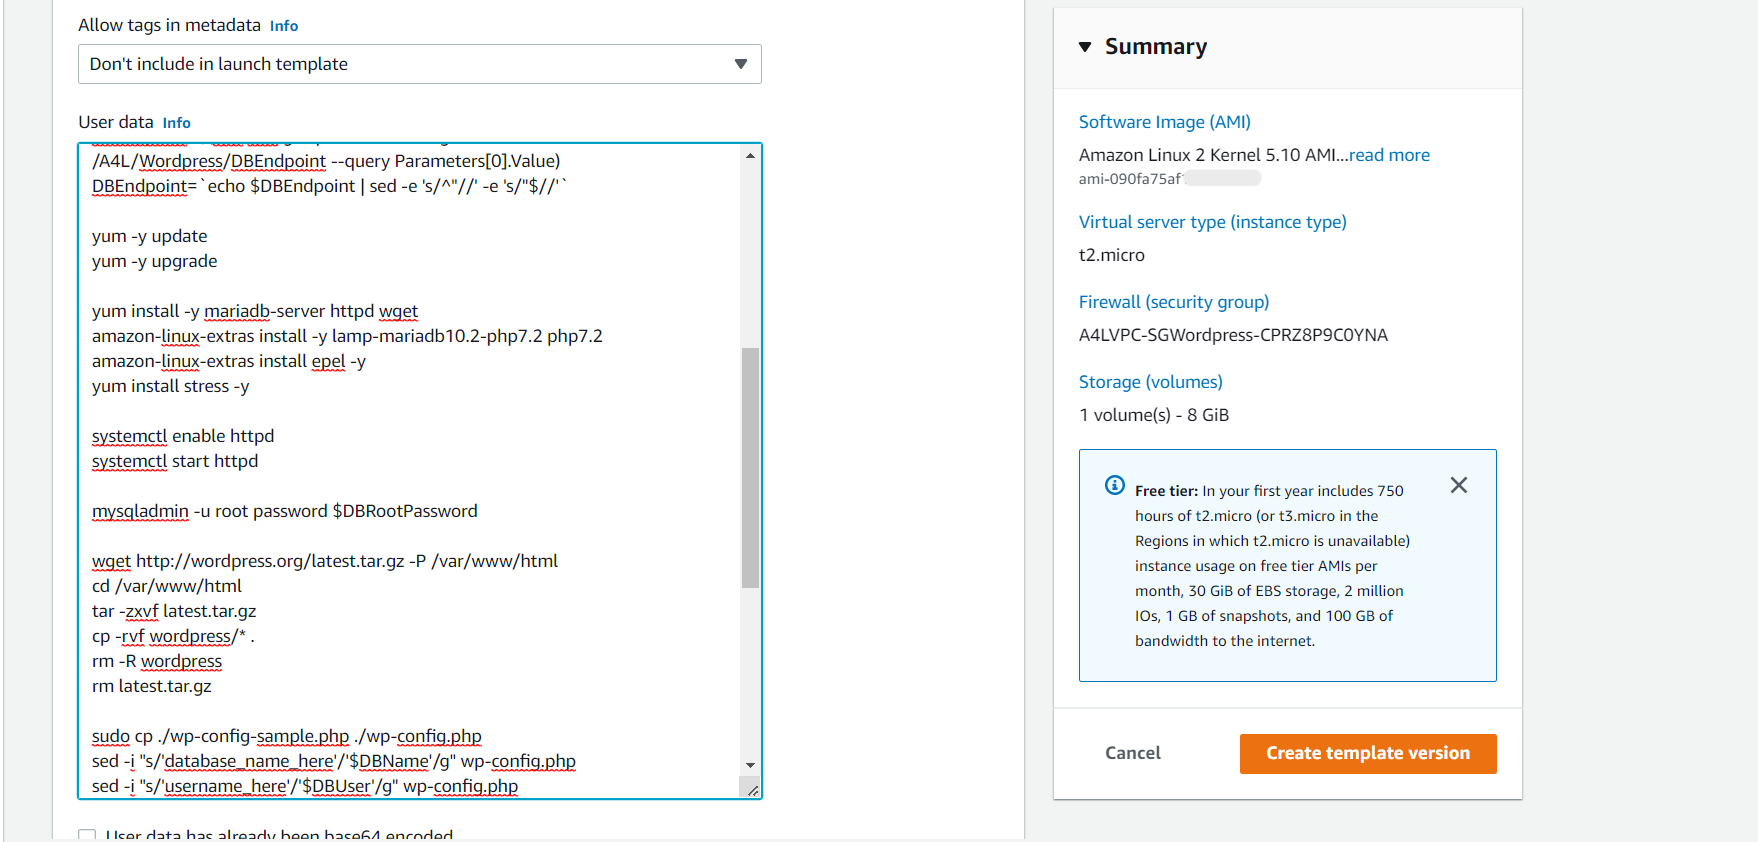 Allow tags in metadata Info
Don't include in launch template
User data Info
/A4L/Wordpress/DBEndpoint --query Parameters[0].Value)
DBEndpoint=`echo $DBEndpoint | sed -e 's/^"//' -e 's/"$//'`
yum -y update
yum -y upgrade
yum install -y mariadb-server httpd wget
amazon-linux-extras install -y lamp-mariadb10.2-php7.2 php7.2
amazon-linux-extras install epel -y
yum install stress -y
systemctl enable httpd
systemctl start httpd
mysqladmin -u root password $DBRootPassword
wget http://wordpress.org/latest.tar.gz -P /var/www/html
cd /var/www/html
tar -zxvf latest.tar.gz
cp -rvf wordpress/* .
rm -R wordpress
rm latest.tar.gz
sudo cp ./wp-config-sample.php ./wp-config.php
sed -i "s/'database_name_here'/'$DBName'/g" wp-config.php
sed -i "s/'username_here'/'$DBUser'/g" wp-config.php
User data has already been base64 encoded
Summary
Software Image (AMI)
Amazon Linux 2 Kernel 5.10 AMI...read more
ami-090fa75af
Virtual server type (instance type)
t2.micro
Firewall (security group)
A4LVPC-SGWordpress-CPRZ8P9C0YNA
Storage (volumes)
1 volume(s) - 8 GiB
Free tier: In your first year includes 750
hours of t2.micro (or t3.micro in the
Regions in which t2.micro is unavailable)
instance usage on free tier AMIs per
month, 30 GiB of EBS storage, 2 million
IOs, 1 GB of snapshots, and 100 GB of
bandwidth to the internet.
Cancel
Create template version